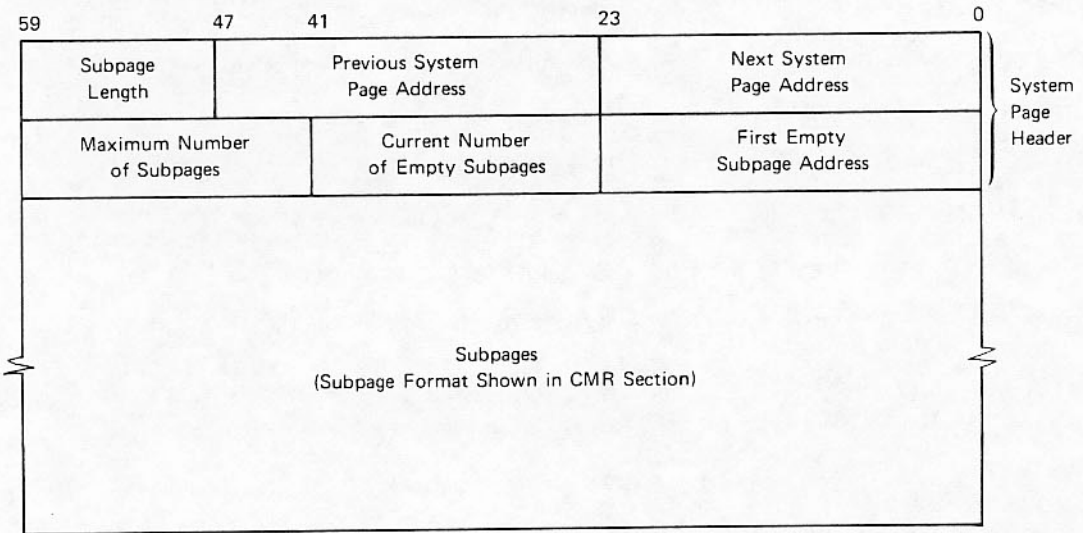 59 47 41 23 0
Subpage Length
Previous System Page Address
Next System Page Address
System Page Header
Maximum Number of Subpages
Current Number of Empty Subpages
First Empty Subpage Address
Subpages
(Subpage Format Shown in CMR Section)